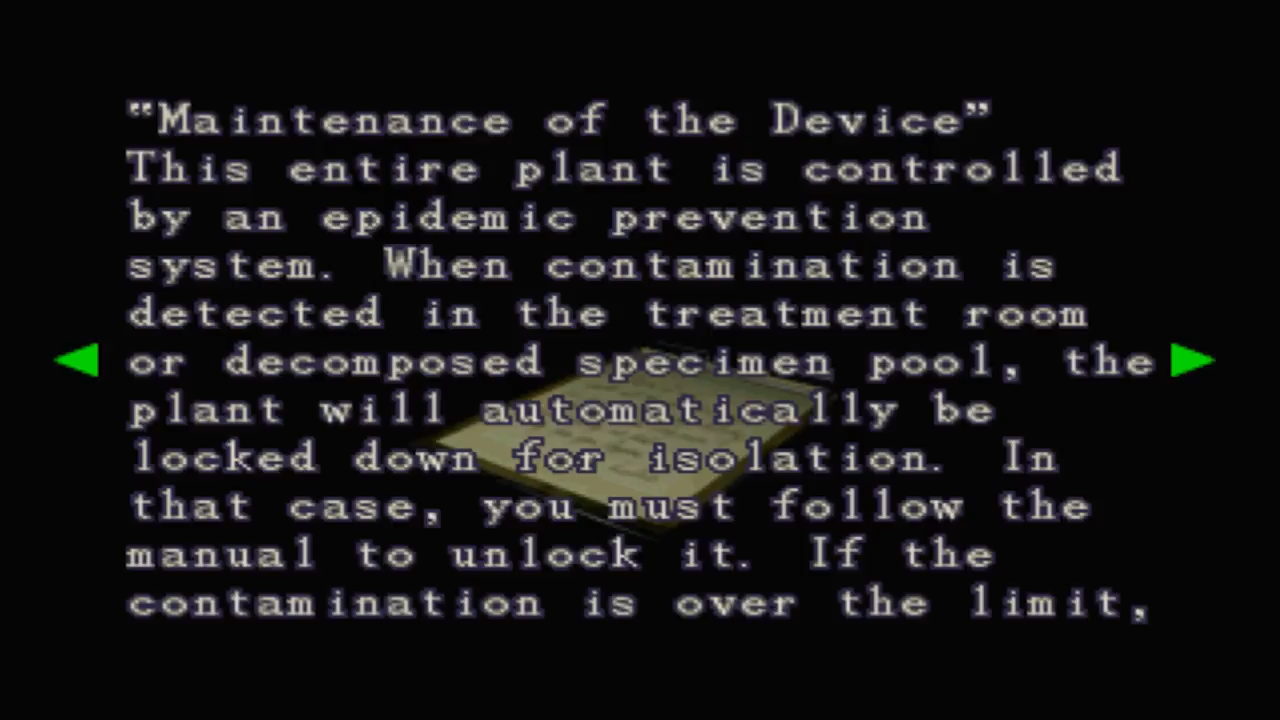 “Maintenance of the Device”
This entire plant is controlled
by an epidemic prevention
system. When contamination is
detected in the treatment room
or decomposed specimen pool, the
plant will automatically be
locked down for isolation. In
that case, you must follow the
manual to unlock it. If the
contamination is over the limit,